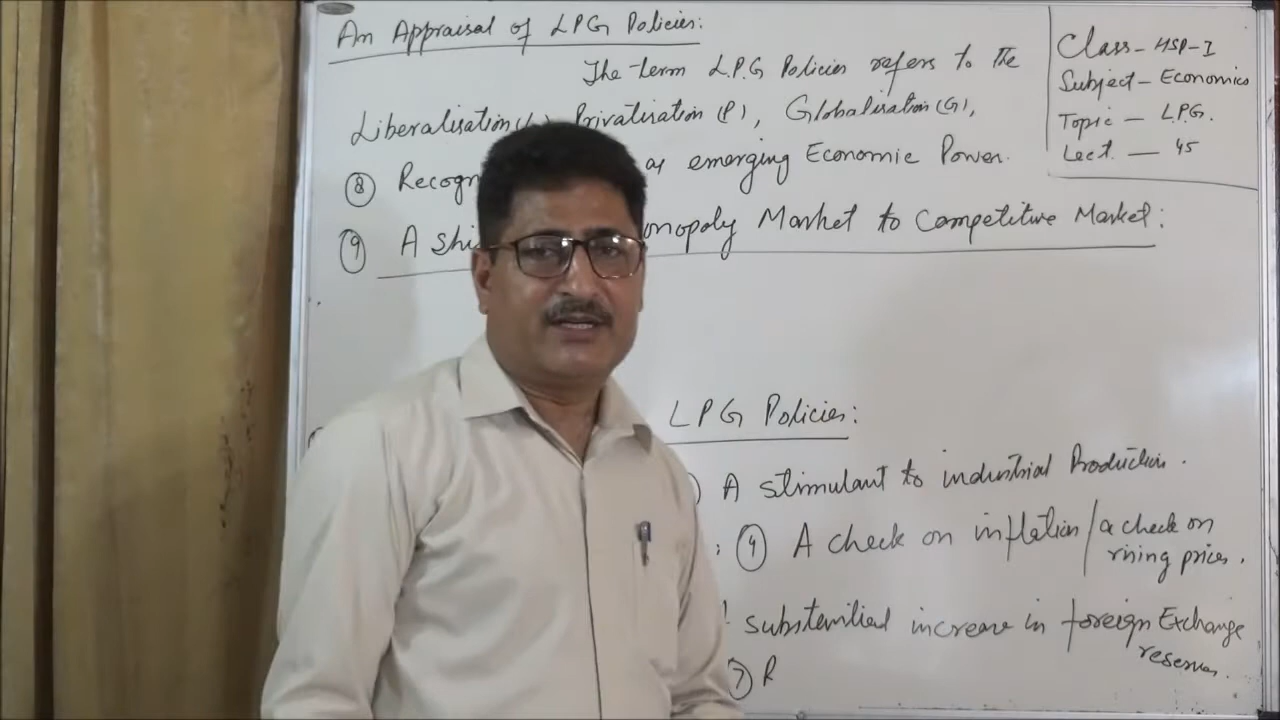 An Appraisal of LPG Policies:
The term L.P.G Policies refers to the
Liberalisation Privatisation (P), Globalisation (G),
⑧ Recogn as emerging Economic Power.
⑨ A shi onopoly Market to Competitive Market:
LPG Policies:
) A stimulant to industrial Production.
: ④ A check on inflation/a check on
rising prices.
substantial increase in foreign Exchange
reserves.
⑦ R
Class - HSP-I
Subject - Economics
Topic - L.P.G.
Lect. - 45